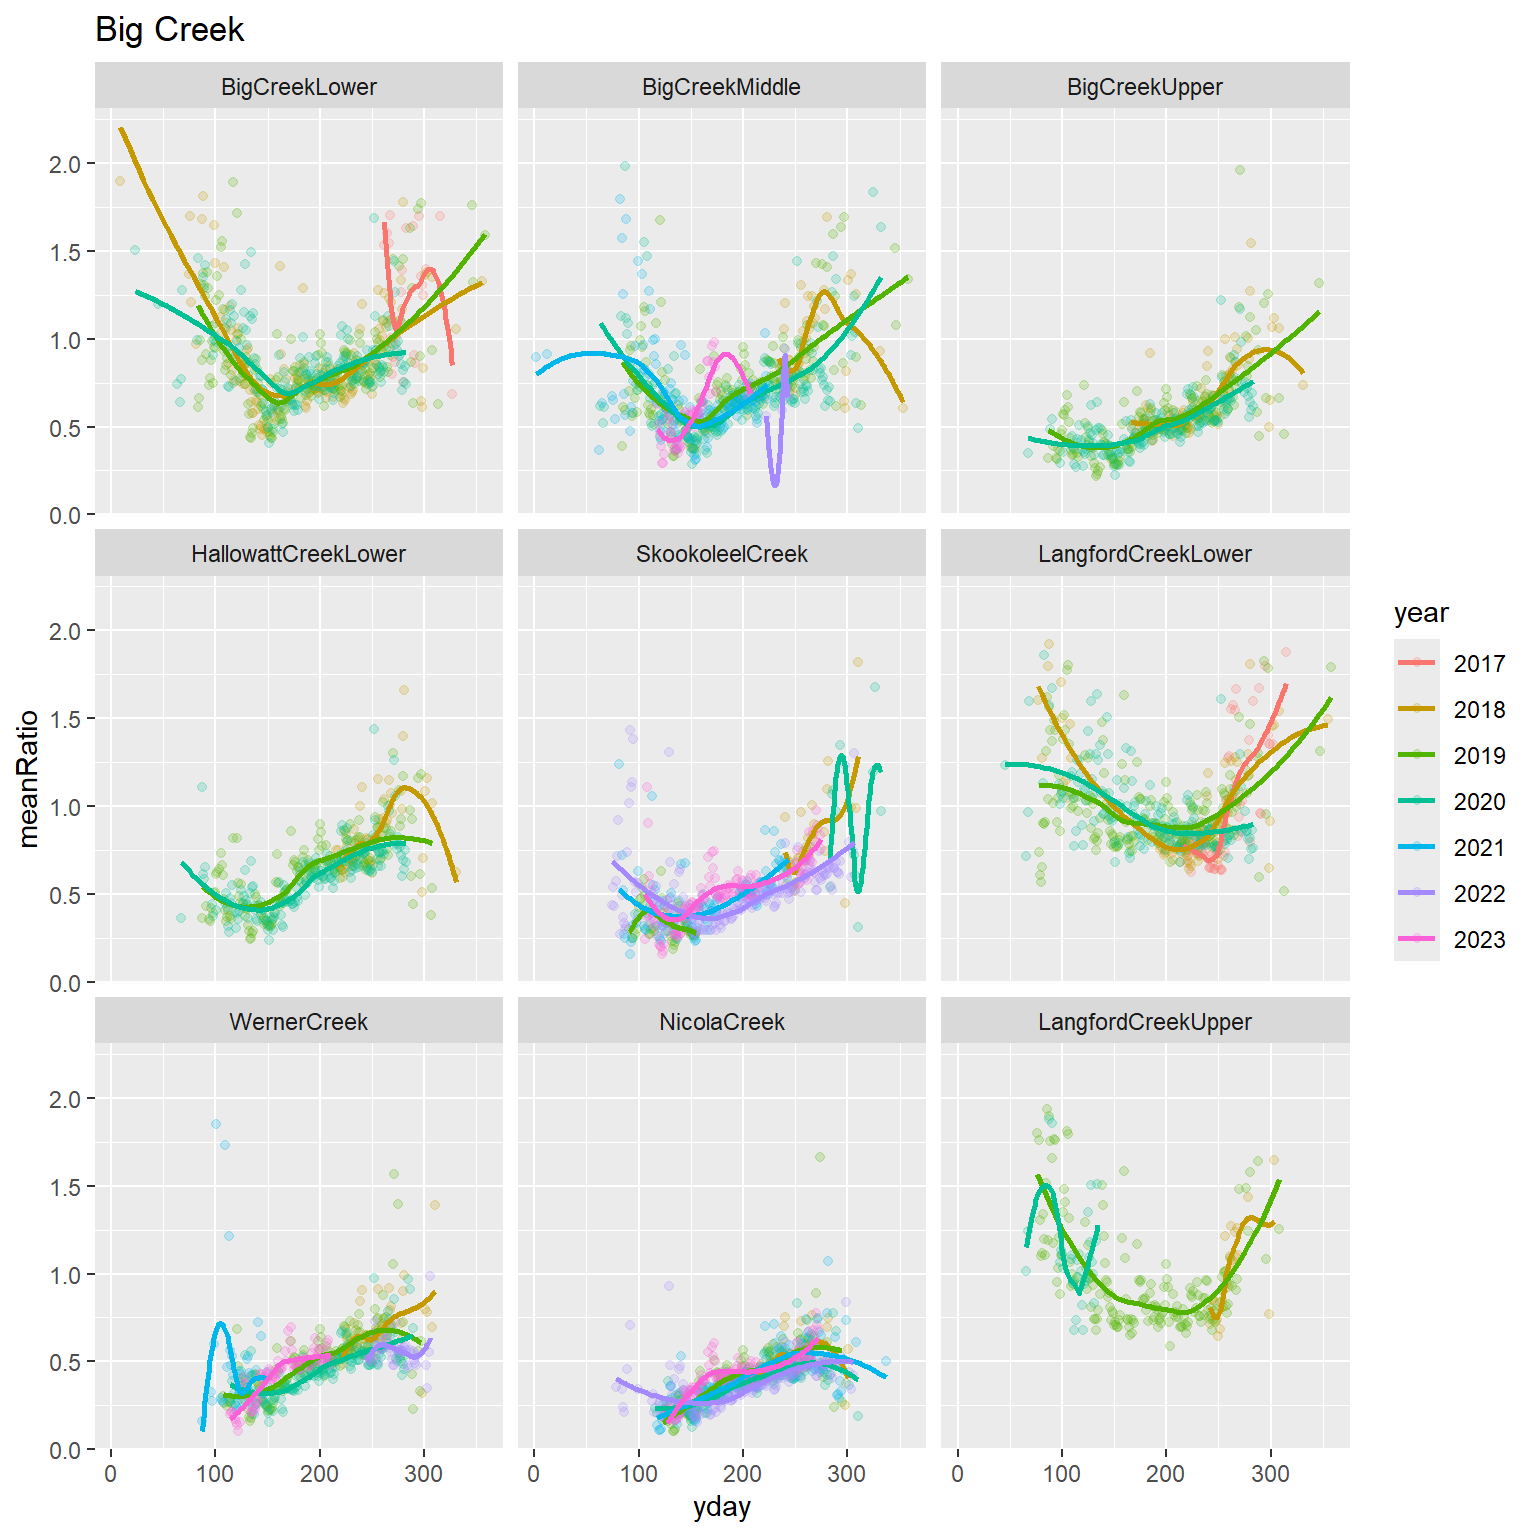 Big Creek
BigCreekLower
BigCreekMiddle
BigCreekUpper
2.0
1.5
1.0
0.5
0.0
HallowattCreekLower
SkookoleelCreek
LangfordCreekLower
2.0
1.5
1.0
0.5
0.0
meanRatio
WernerCreek
NicolaCreek
LangfordCreekUpper
2.0
1.5
1.0
0.5
0.0
0 100 200 300
0 100 200 300
0 100 200 300
yday
year
2017
2018
2019
2020
2021
2022
2023